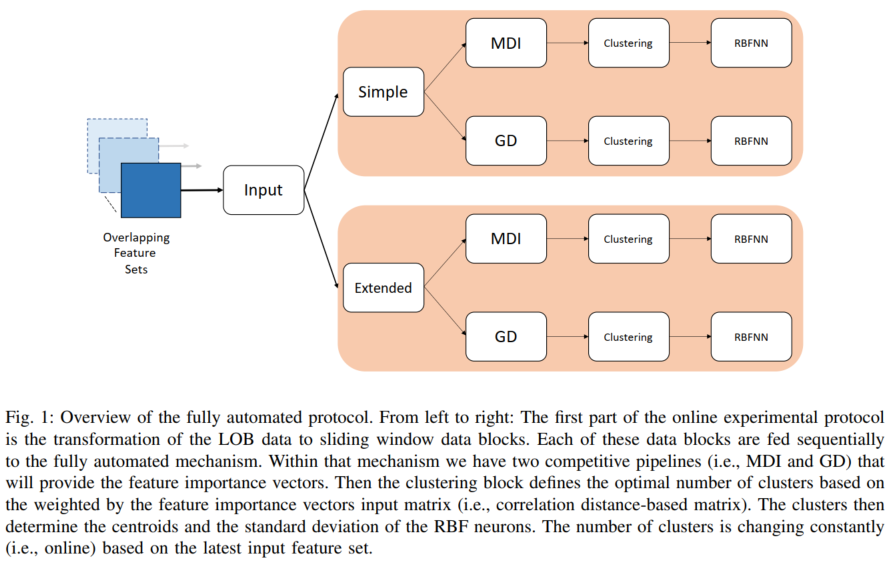 MDI
Clustering
RBFNN
Simple
GD
Clustering
RBFNN
Input
Overlapping
Feature
Sets
MDI
Clustering
RBFNN
Extended
GD
Clustering
RBFNN
Fig. 1: Overview of the fully automated protocol. From left to right: The first part of the online experimental protocol
is the transformation of the LOB data to sliding window data blocks. Each of these data blocks are fed sequentially
to the fully automated mechanism. Within that mechanism we have two competitive pipelines (i.e., MDI and GD) that
will provide the feature importance vectors. Then the clustering block defines the optimal number of clusters based on
the weighted by the feature importance vectors input matrix (i.e., correlation distance-based matrix). The clusters then
determine the centroids and the standard deviation of the RBF neurons. The number of clusters is changing constantly
(i.e., online) based on the latest input feature set.